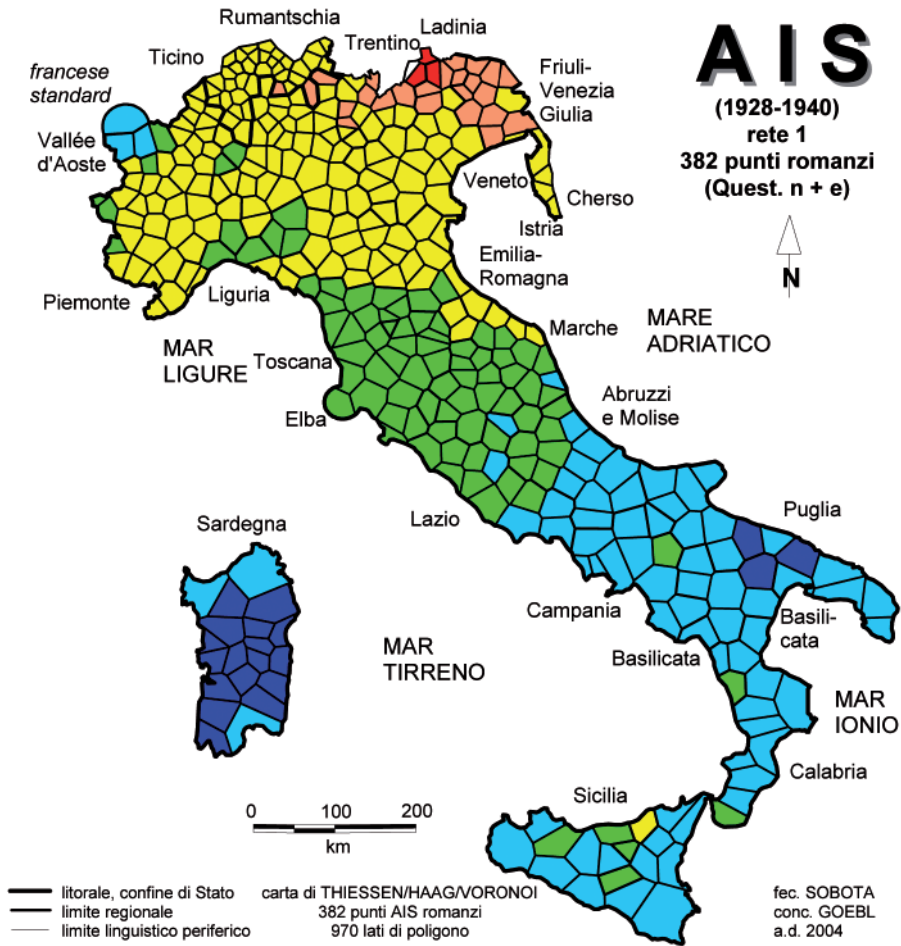 Rumantschia
Ladinia
Trentino
Ticino
francese
standard
Vallée
d'Aoste
Friuli-
Venezia
Giulia
AIS
(1928-1940)
rete 1
382 punti romanzi
(Quest. n + e)
N
Veneto
Cherso
Istria
Emilia-
Romagna
Piemonte
Liguria
Marche
MARE
ADRIATICO
MAR
LIGURE
Toscana
Elba
Abruzzi
e Molise
Lazio
Puglia
Sardegna
Campania
Basili-
cata
Basilicata
MAR
TIRRENO
MAR
IONIO
Calabria
Sicilia
0 100 200
km
litorale, confine di Stato
limite regionale
limite linguistico periferico
carta di THIESSEN/HAAG/VORONOI
382 punti AIS romanzi
970 lati di poligono
fec. SOBOTA
conc. GOEBL
a.d. 2004